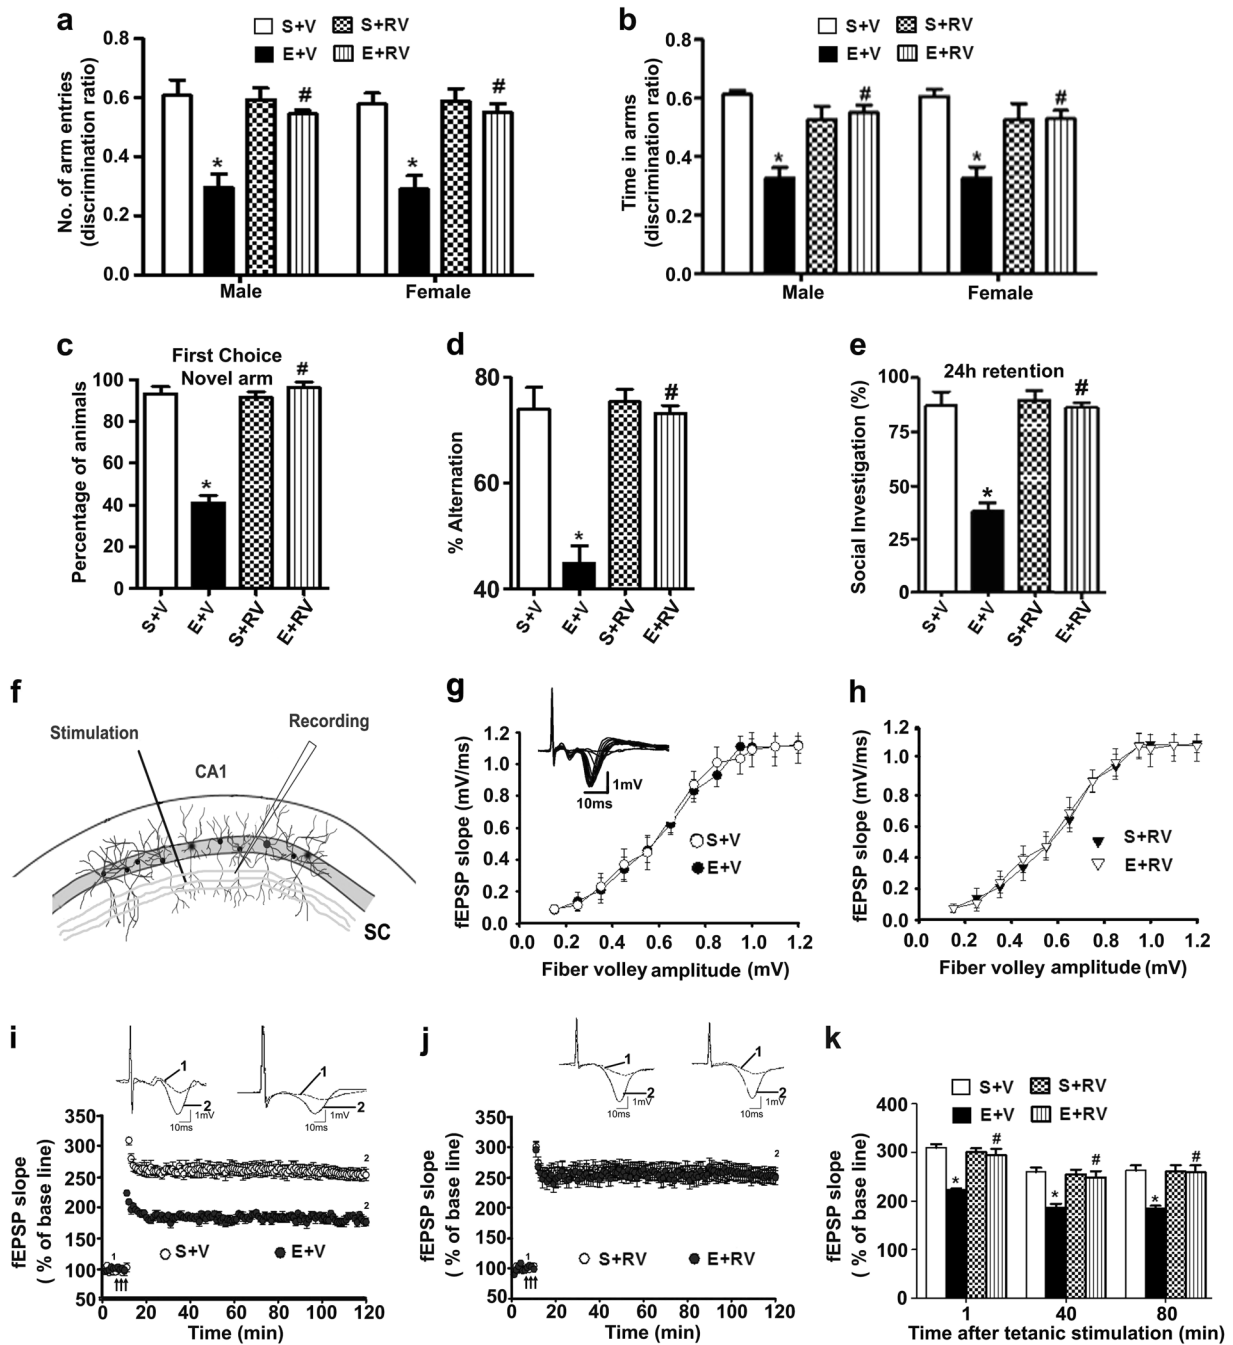 a
S+V S+RV
E+V E+RV
No. of arm entries
(discrimination ratio)
0.8
0.6
0.4
0.2
0.0
* # * #
Male Female
b
S+V S+RV
E+V E+RV
Time in arms
(discrimination ratio)
0.8
0.6
0.4
0.2
0.0
* # * #
Male Female
c
First Choice
Novel arm
Percentage of animals
100
80
60
40
20
0
* #
S+V E+V S+RV E+RV
d
% Alternation
80
60
40
* #
S+V E+V S+RV E+RV
e
24h retention
Social Investigation (%)
100
75
50
25
0
* #
S+V E+V S+RV E+RV
f
Stimulation
Recording
CA1
SC
g
fEPSP slope (mV/ms)
1.2
1.0
0.8
0.6
0.4
0.2
0.0
1mV
10ms
S+V
E+V
0.0 0.2 0.4 0.6 0.8 1.0 1.2
Fiber volley amplitude (mV)
h
fEPSP slope (mV/ms)
1.2
1.0
0.8
0.6
0.4
0.2
0.0
S+RV
E+RV
0.0 0.2 0.4 0.6 0.8 1.0 1.2
Fiber volley amplitude (mV)
i
1 1
2 2
1mV 1mV
10ms 10ms
fEPSP slope
( % of base line)
350
300
250
200
150
100
50
2
2
1
S+V E+V
0 20 40 60 80 100 120
Time (min)
j
1 1
2 2
1mV 1mV
10ms 10ms
fEPSP slope
( % of base line)
350
300
250
200
150
100
50
2
1
S+RV E+RV
0 20 40 60 80 100 120
Time (min)
k
S+V S+RV
E+V E+RV
fEPSP slope
( % of base line)
400
300
200
100
0
* # * # * #
1 40 80
Time after tetanic stimulation (min)